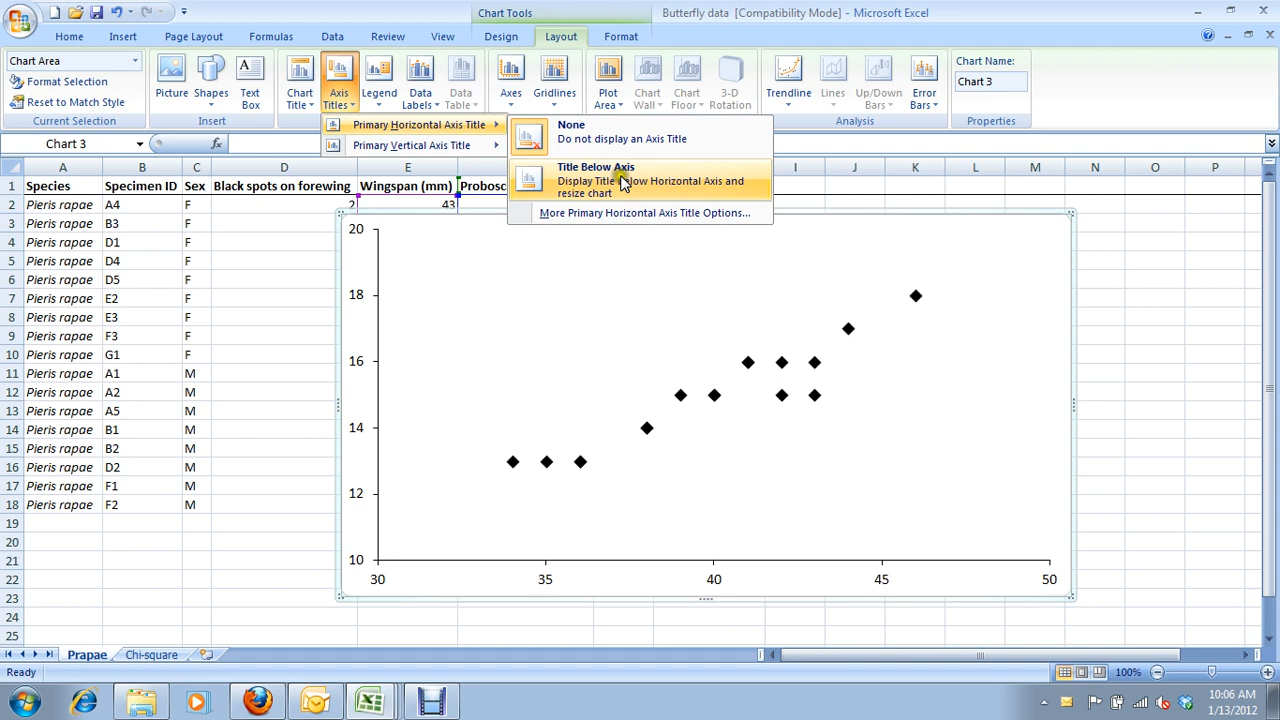 Chart Tools
Butterfly data [Compatibility Mode] - Microsoft Excel
Home Insert Page Layout Formulas Data Review View Design Layout Format
Chart Area
Format Selection
Reset to Match Style
Current Selection
Picture Shapes Text Box
Insert
Chart Title Axis Titles Legend Data Labels Data Table
Axes Gridlines
Plot Area Chart Wall Chart Floor 3-D Rotation
Trendline Lines Up/Down Bars Error Bars
Analysis
Chart Name:
Chart 3
Properties
Primary Horizontal Axis Title
Primary Vertical Axis Title
None
Do not display an Axis Title
Title Below Axis
Display Title Horizontal Axis and
resize chart
More Primary Horizontal Axis Title Options...
Chart 3 fx
A B C D E I J K L M N O P
1 Species Specimen ID Sex Black spots on forewing Wingspan (mm) Probosc
2 Pieris rapae A4 F 2 43
3 Pieris rapae B3 F
4 Pieris rapae D1 F
5 Pieris rapae D4 F
6 Pieris rapae D5 F
7 Pieris rapae E2 F
8 Pieris rapae E3 F
9 Pieris rapae F3 F
10 Pieris rapae G1 F
11 Pieris rapae A1 M
12 Pieris rapae A2 M
13 Pieris rapae A5 M
14 Pieris rapae B1 M
15 Pieris rapae B2 M
16 Pieris rapae D2 M
17 Pieris rapae F1 M
18 Pieris rapae F2 M
19
20
21
22
23
24
25
20
18
16
14
12
10
30 35 40 45 50
Prapae Chi-square
Ready
100%
10:06 AM
1/13/2012